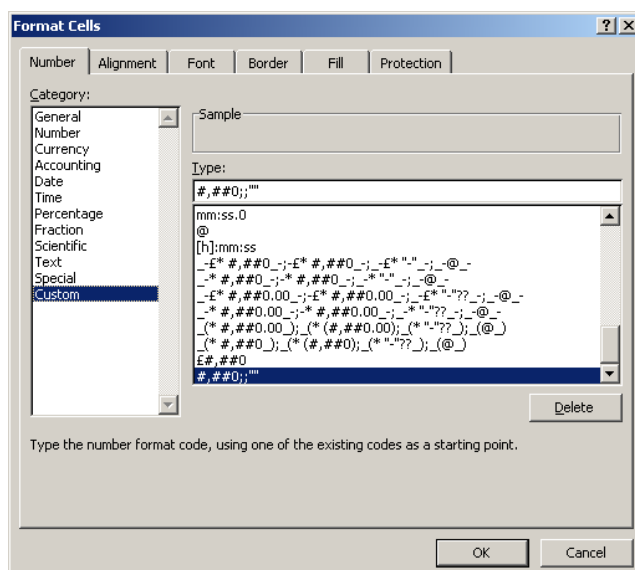 Format Cells
Number Alignment Font Border Fill Protection
Category:
General
Number
Currency
Accounting
Date
Time
Percentage
Fraction
Scientific
Text
Special
Custom
Sample
Type:
#,##0;;""
mm:ss.0
@
[h]:mm:ss
_-£* #,##0_-;-£* #,##0_-;_-£* "-"_-;_-@_-
_-* #,##0_-;-* #,##0_-;_-* "-"_-;_-@_-
_-£* #,##0.00_-;-£* #,##0.00_-;_-£* "-"??_-;_-@_-
_-* #,##0.00_-;-* #,##0.00_-;_-* "-"??_-;_-@_-
_(* #,##0.00_);_(* (#,##0.00);_(* "-"??_);_(@_)
_(* #,##0_);_(* (#,##0);_(* "-"??_);_(@_)
£#,##0
#,##0;;""
Delete
Type the number format code, using one of the existing codes as a starting point.
OK Cancel